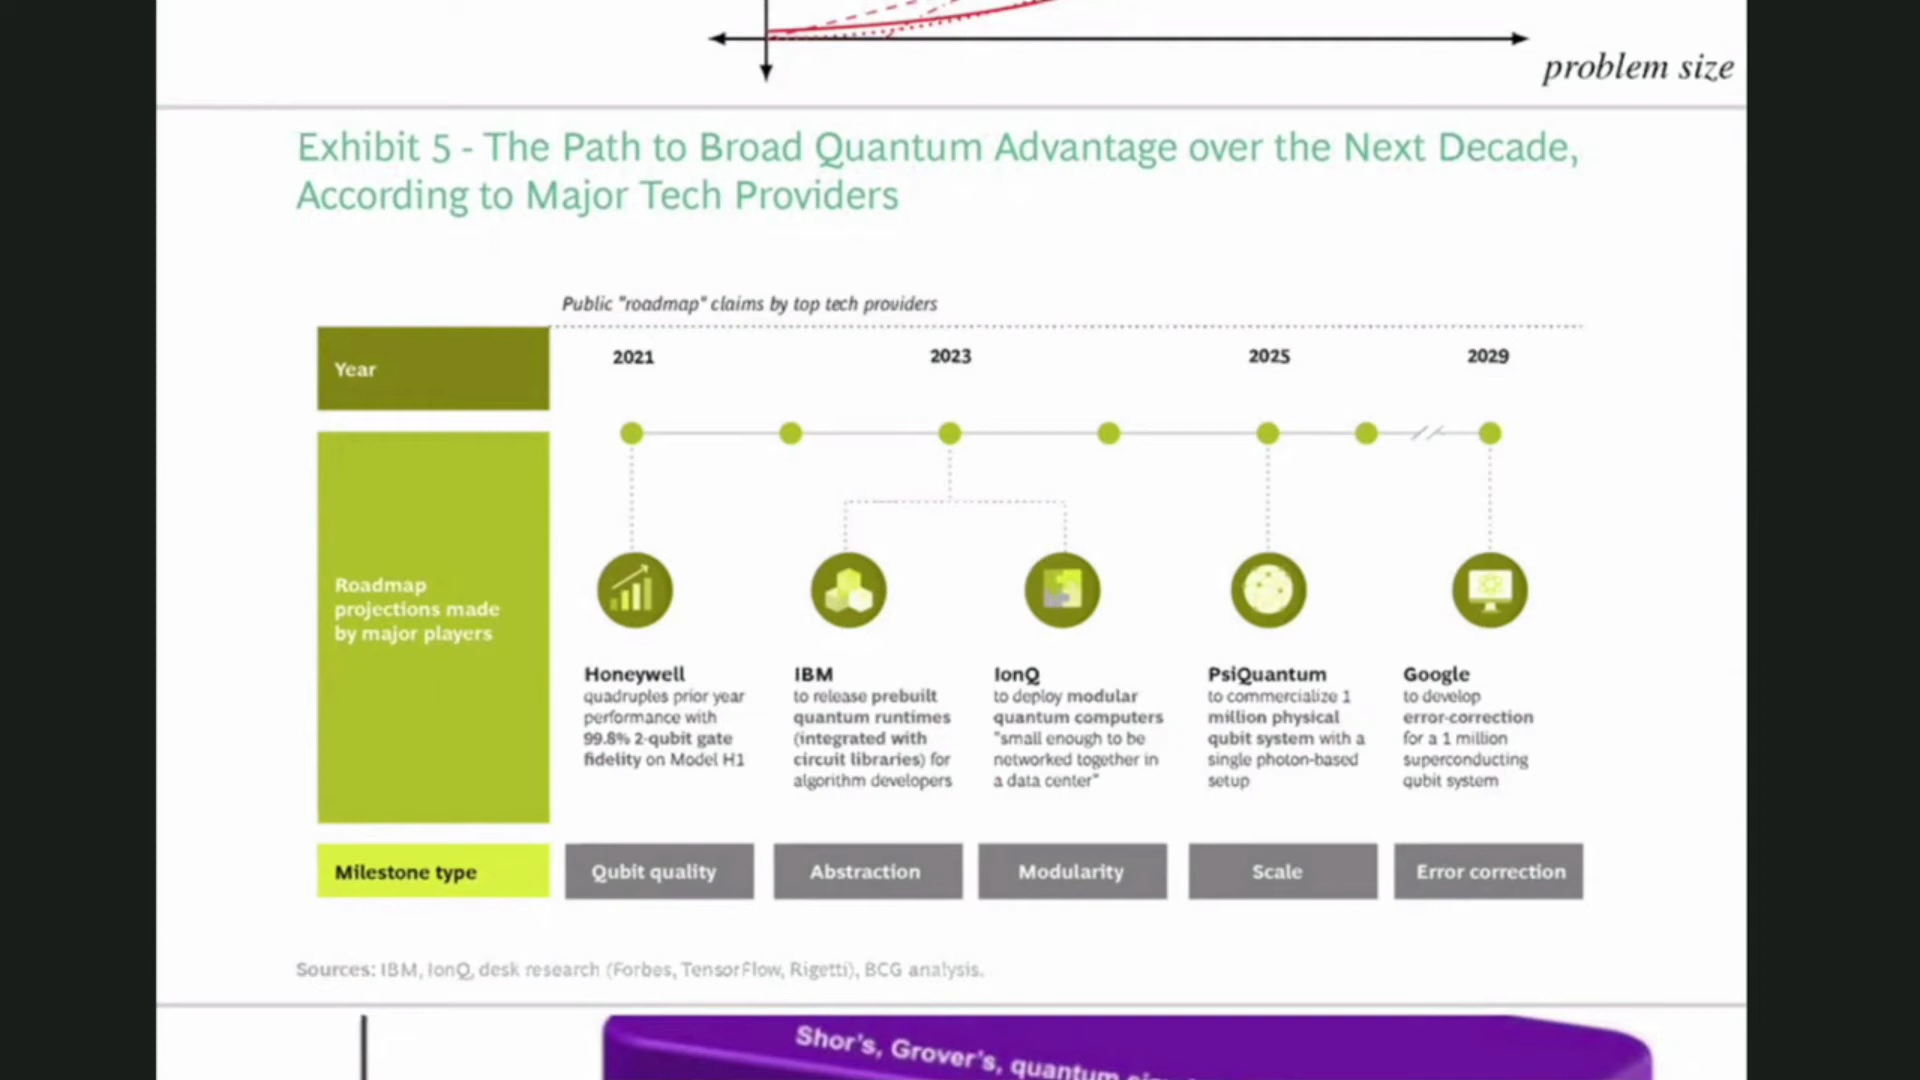 problem size
Exhibit 5 - The Path to Broad Quantum Advantage over the Next Decade,
According to Major Tech Providers
Public "roadmap" claims by top tech providers
Year
2021
2023
2025
2029
Roadmap
projections made
by major players
Honeywell
quadruples prior year
performance with
99.8% 2-qubit gate
fidelity on Model H1
IBM
to release prebuilt
quantum runtimes
(integrated with
circuit libraries) for
algorithm developers
IonQ
to deploy modular
quantum computers
"small enough to be
networked together in
a data center"
PsiQuantum
to commercialize 1
million physical
qubit system with a
single photon-based
setup
Google
to develop
error-correction
for a 1 million
superconducting
qubit system
Milestone type
Qubit quality
Abstraction
Modularity
Scale
Error correction
Sources: IBM, IonQ, desk research (Forbes, TensorFlow, Rigetti), BCG analysis.
Shor's, Grover's, quantum